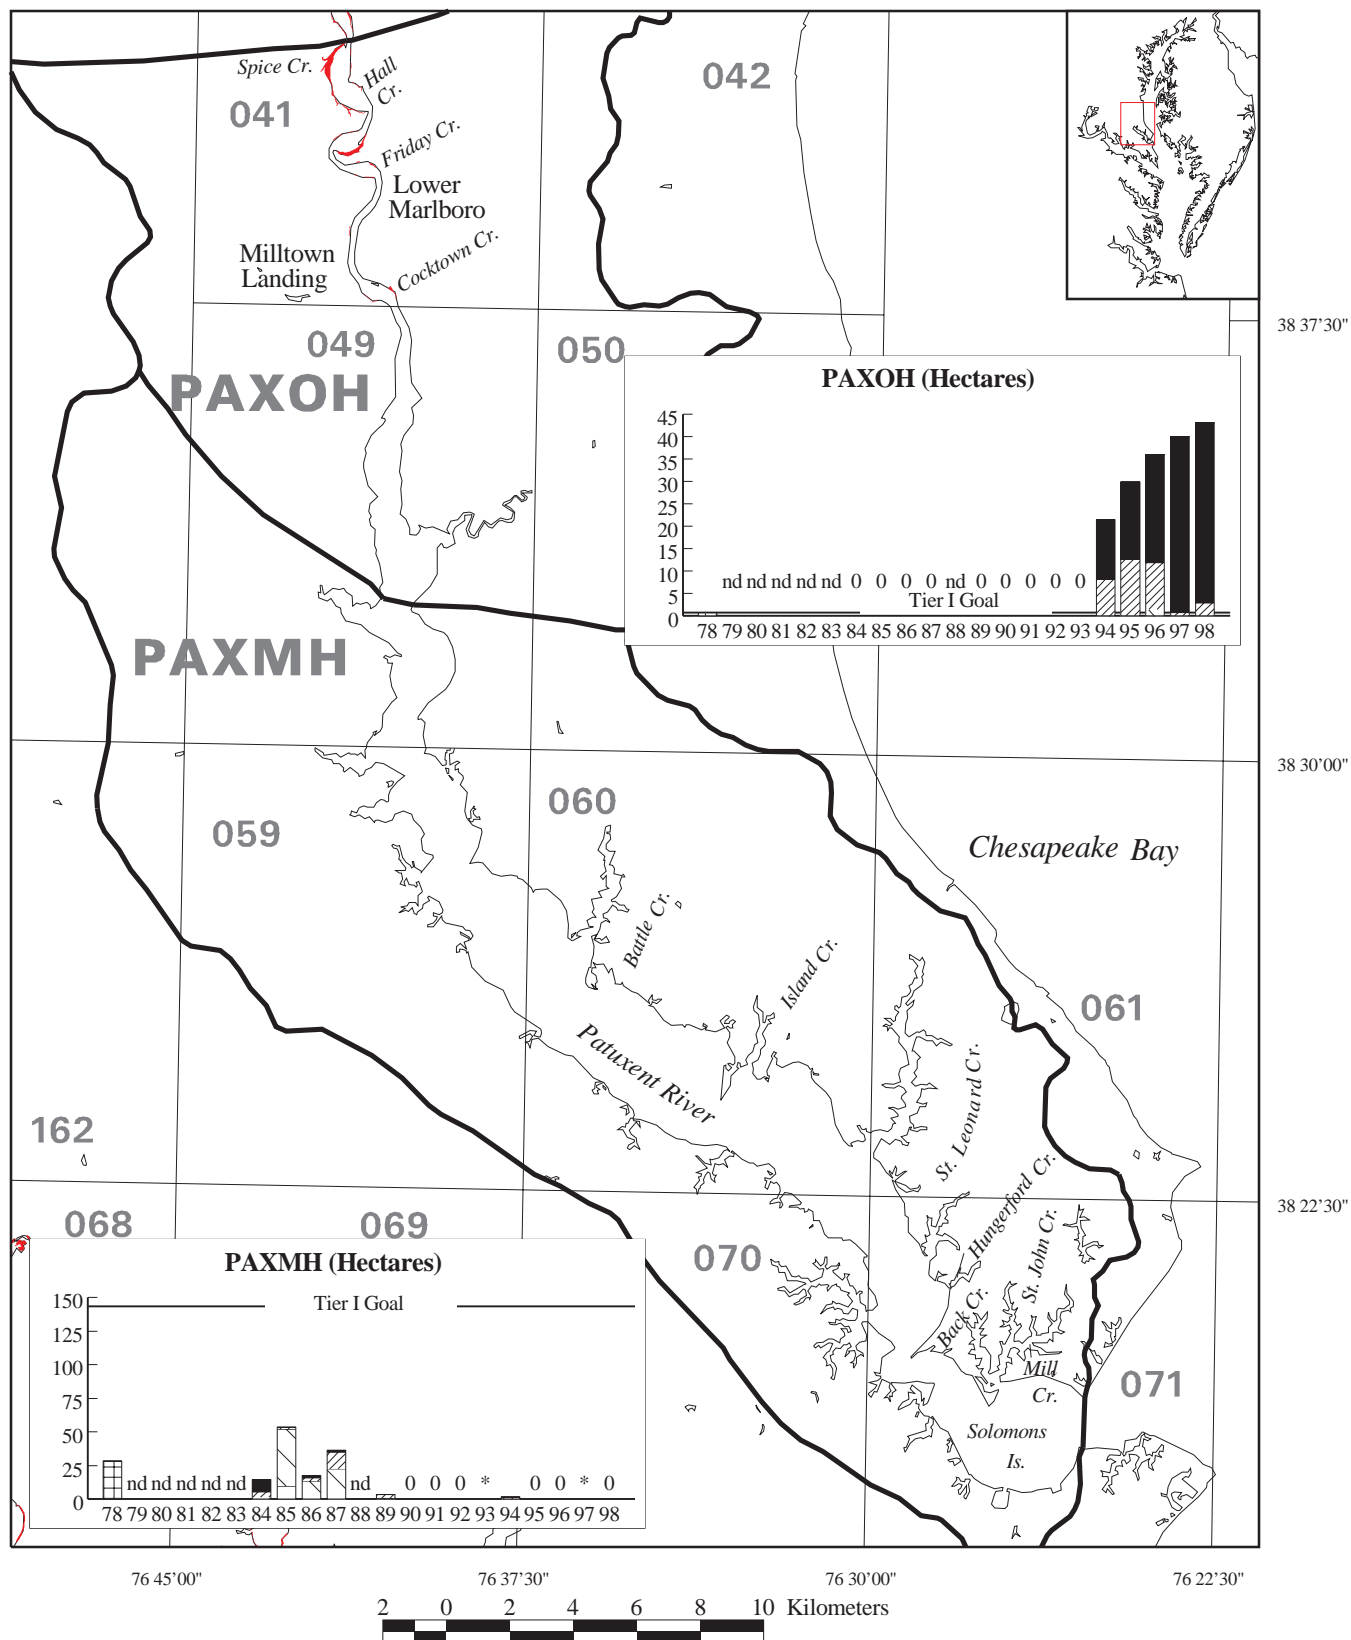 Spice Cr.
Hall
Cr.
041
042
Friday Cr.
Lower
Marlboro
Milltown
Landing
Cocktown Cr.
38 37'30"
049
050
PAXOH
PAXOH (Hectares)
45
40
35
30
25
20
15
10
5
0
nd nd nd nd nd 0 0 0 0 nd 0 0 0 0 0
Tier I Goal
78 79 80 81 82 83 84 85 86 87 88 89 90 91 92 93 94 95 96 97 98
PAXMH
38 30'00"
059
060
Chesapeake Bay
Battle Cr.
Island Cr.
061
Patuxent River
St. Leonard Cr.
162
Hungerford Cr.
38 22'30"
068
069
070
St. John Cr.
Back Cr.
Mill
Cr.
071
Solomons
Is.
PAXMH (Hectares)
150
125
100
75
50
25
0
Tier I Goal
nd nd nd nd nd nd 0 0 0 * 0 0 * 0
78 79 80 81 82 83 84 85 86 87 88 89 90 91 92 93 94 95 96 97 98
76 45'00"
76 37'30"
76 30'00"
76 22'30"
2 0 2 4 6 8 10 Kilometers